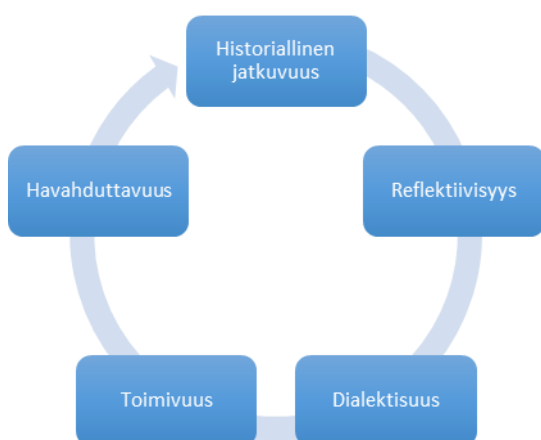 Historiallinen
jatkuvuus
Reflektiivisyys
Dialektisuus
Toimivuus
Havahduttavuus